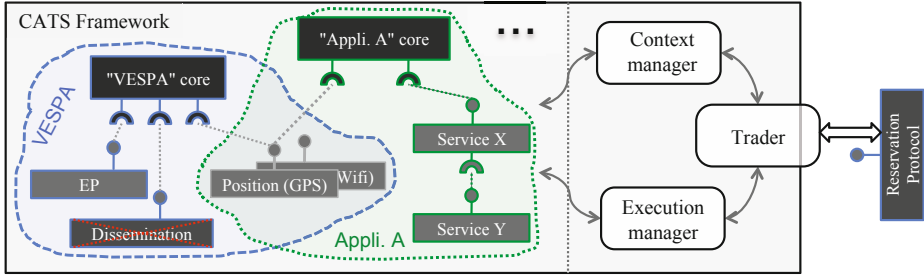 CATS Framework
"Appli. A" core
...
Context
manager
"VESPA" core
VESPA
Trader
Reservation
Protocol
Service X
EP
Position (GPS)
Wifi)
Execution
manager
Dissemination
Appli. A
Service Y